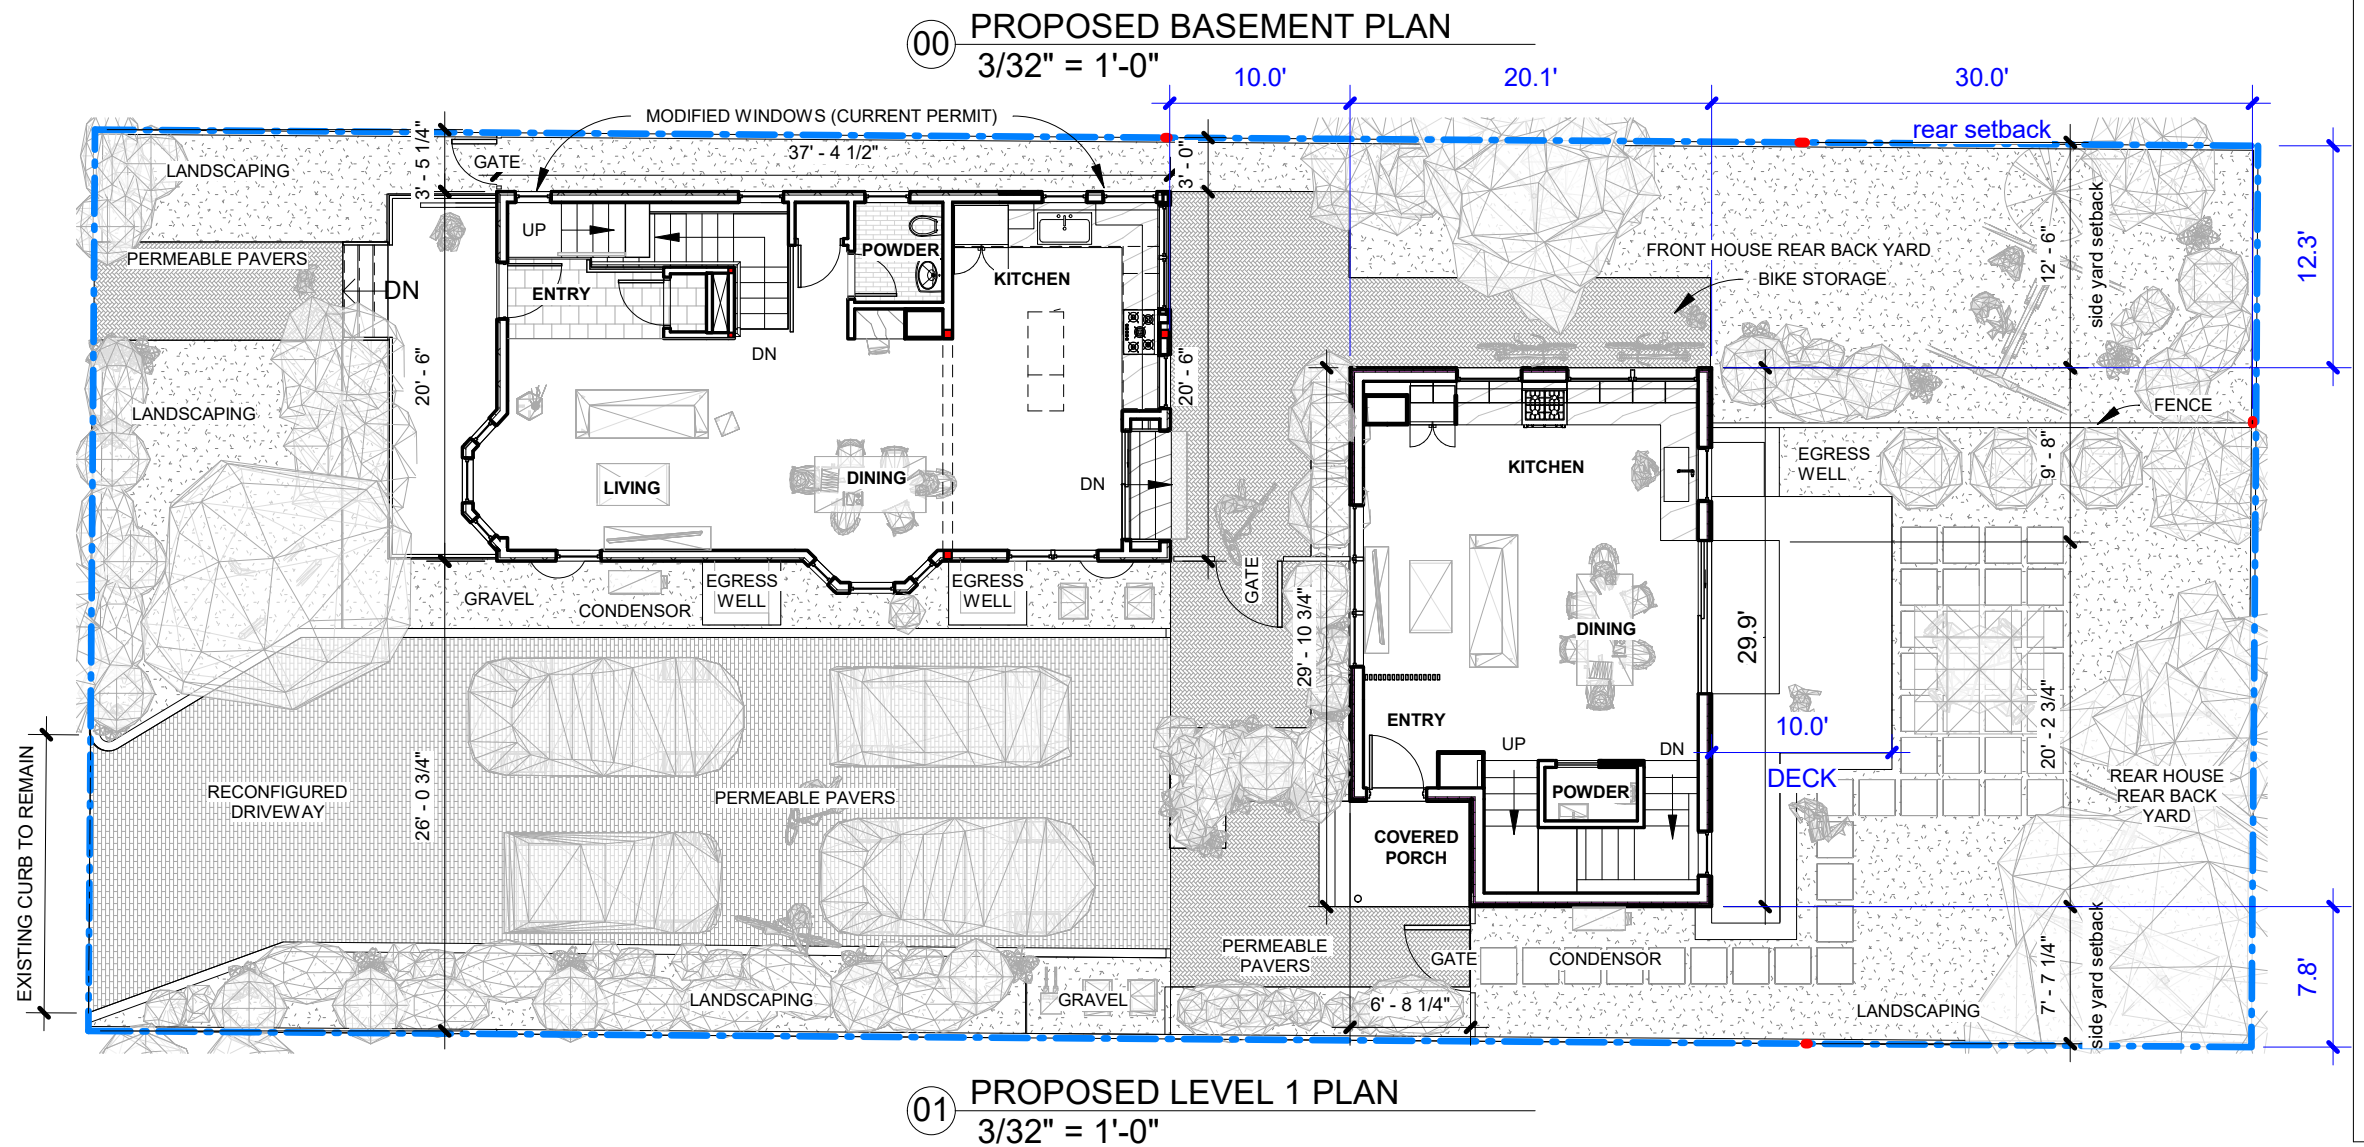 00 PROPOSED BASEMENT PLAN
3/32" = 1'-0"
10.0'
20.1'
30.0'
MODIFIED WINDOWS (CURRENT PERMIT)
rear setback
3' - 5 1/4"
GATE
37' - 4 1/2"
3' - 0"
LANDSCAPING
UP
POWDER
KITCHEN
FRONT HOUSE REAR BACK YARD
BIKE STORAGE
12' - 6"
side yard setback
12.3'
PERMEABLE PAVERS
DN
ENTRY
DN
20' - 6"
20' - 6"
LANDSCAPING
FENCE
LIVING
DINING
DN
KITCHEN
EGRESS
WELL
9' - 8"
GRAVEL
CONDENSOR
EGRESS
WELL
EGRESS
WELL
GATE
29' - 10 3/4"
DINING
29.9'
ENTRY
UP
DN
10.0'
DECK
20' - 2 3/4"
EXISTING CURB TO REMAIN
RECONFIGURED
DRIVEWAY
26' - 0 3/4"
PERMEABLE PAVERS
POWDER
REAR HOUSE
REAR BACK
YARD
COVERED
PORCH
PERMEABLE
PAVERS
GATE
CONDENSOR
LANDSCAPING
GRAVEL
6' - 8 1/4"
LANDSCAPING
7' - 7 1/4"
side yard setback
7.8'
01 PROPOSED LEVEL 1 PLAN
3/32" = 1'-0"